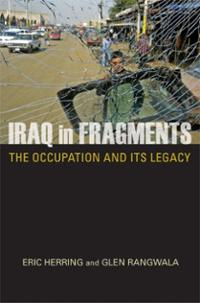 IRAQ in FRAGMENTS
THE OCCUPATION AND ITS LEGACY
ERIC HERRING and GLEN RANGWALA